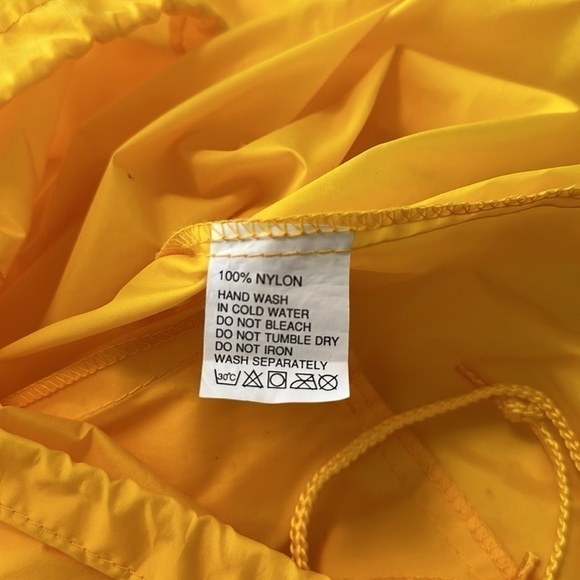 100% NYLON
HAND WASH
IN COLD WATER
DO NOT BLEACH
DO NOT TUMBLE DRY
DO NOT IRON
WASH SEPARATELY
30°C